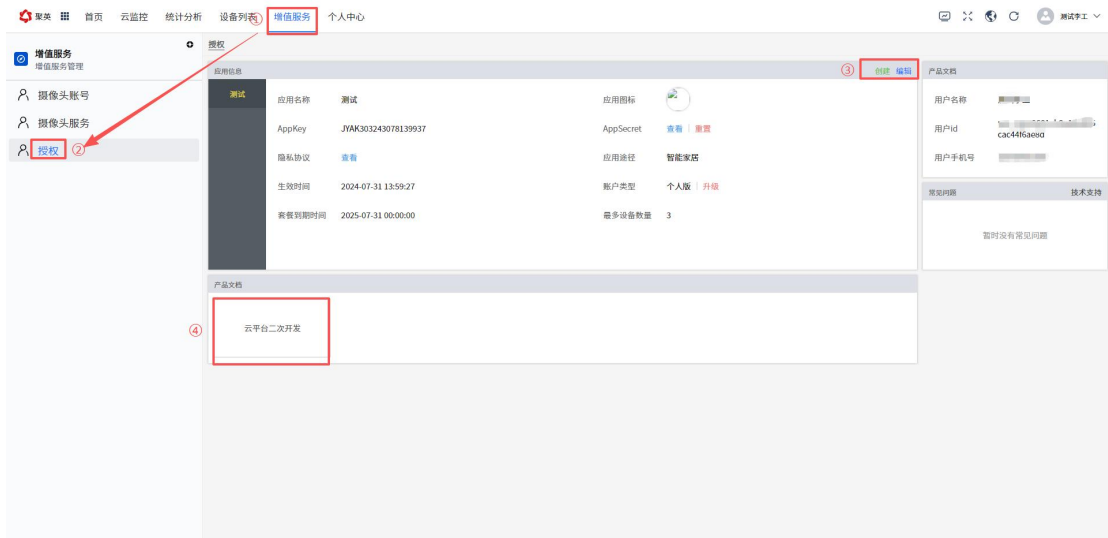 聚英 首页 云监控 统计分析 设备列表 ① 增值服务 个人中心 测试李工
增值服务
增值服务管理
摄像头账号
摄像头服务
授权 ②
授权
应用信息 ③ 创建 编辑
测试
应用名称 测试 应用图标
AppKey JYAK303243078139937 AppSecret 查看 重置
隐私协议 查看 应用途径 智能家居
生效时间 2024-07-31 13:59:27 账户类型 个人版 升级
套餐到期时间 2025-07-31 00:00:00 最多设备数量 3
产品文档
④ 云平台二次开发
产品文档
用户名称
用户id
cac44f6ae8d
用户手机号
常见问题 技术支持
暂时没有常见问题